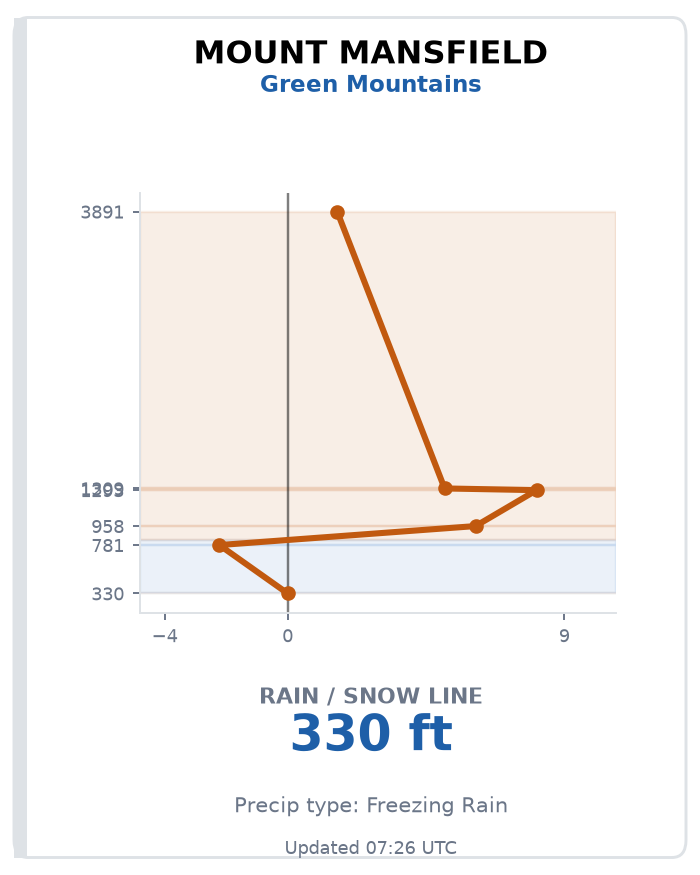 MOUNT MANSFIELD
Green Mountains
3891
958
781
330
−4 0 9
RAIN / SNOW LINE
330 ft
Precip type: Freezing Rain
Updated 07:26 UTC